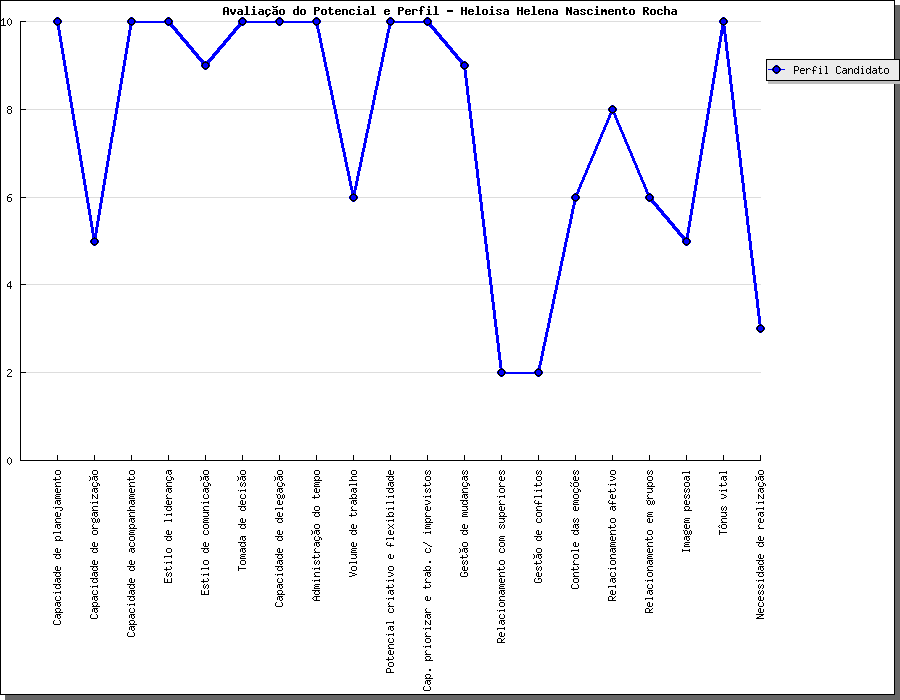 Avaliação do Potencial e Perfil - Heloisa Helena Nascimento Rocha
10
8
6
4
2
0
Perfil Candidato
Capacidade de planejamento
Capacidade de organização
Capacidade de acompanhamento
Estilo de liderança
Estilo de comunicação
Tomada de decisão
Capacidade de delegação
Administração do tempo
Volume de trabalho
Potencial criativo e flexibilidade
Cap. priorizar e trab. c/ imprevistos
Gestão de mudanças
Relacionamento com superiores
Gestão de conflitos
Controle das emoções
Relacionamento afetivo
Relacionamento em grupos
Imagem pessoal
Tônus vital
Necessidade de realização